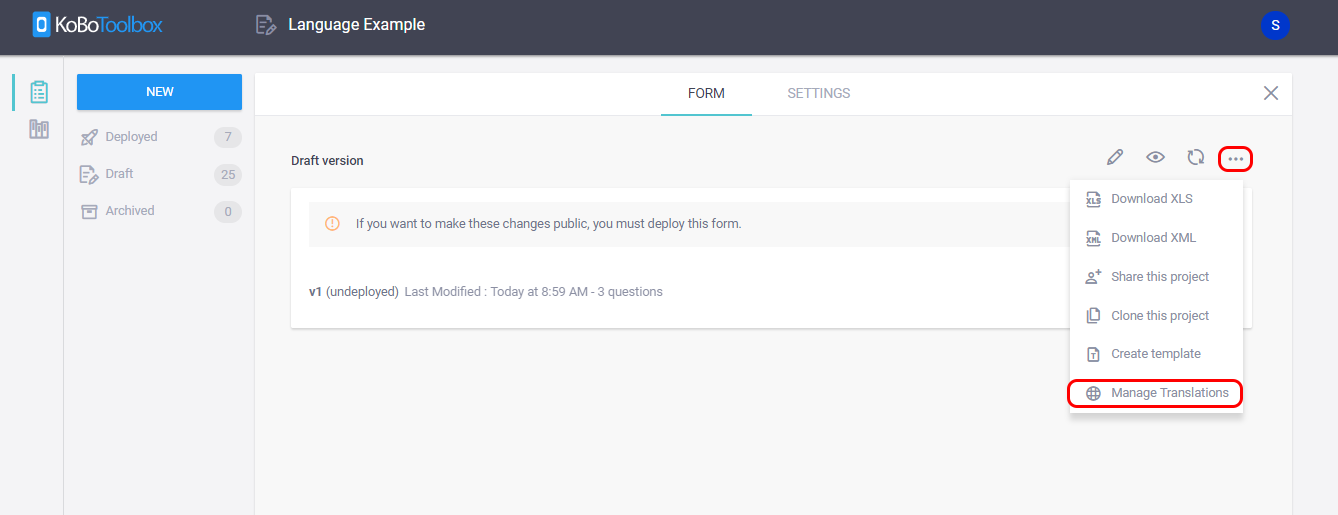 KoBoToolbox
Language Example
S
NEW
Deployed 7
Draft 25
Archived 0
FORM
SETTINGS
Draft version
If you want to make these changes public, you must deploy this form.
v1 (undeployed) Last Modified : Today at 8:59 AM - 3 questions
XLS Download XLS
XML Download XML
Share this project
Clone this project
T Create template
Manage Translations